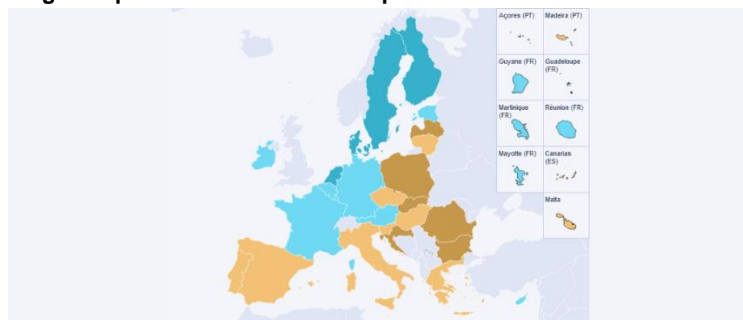 Açores (PT)
Madeira (PT)
Guyane (FR)
Guadeloupe
(FR)
Martinique
(FR)
Réunion (FR)
Mayotte (FR)
Canarias
(ES)
Malta